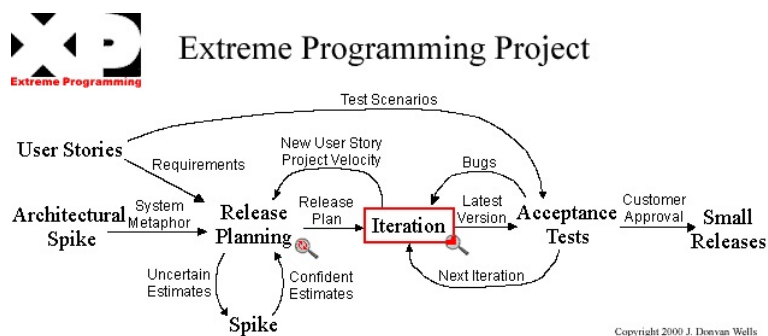 XP
Extreme Programming
Extreme Programming Project
Test Scenarios
User Stories
Requirements
New User Story
Project Velocity
Bugs
Architectural
Spike
System
Metaphor
Release
Planning
Release
Plan
Iteration
Latest
Version
Acceptance
Tests
Customer
Approval
Small
Releases
Uncertain
Estimates
Confident
Estimates
Next Iteration
Spike
Copyright 2000 J. Donvan Wells